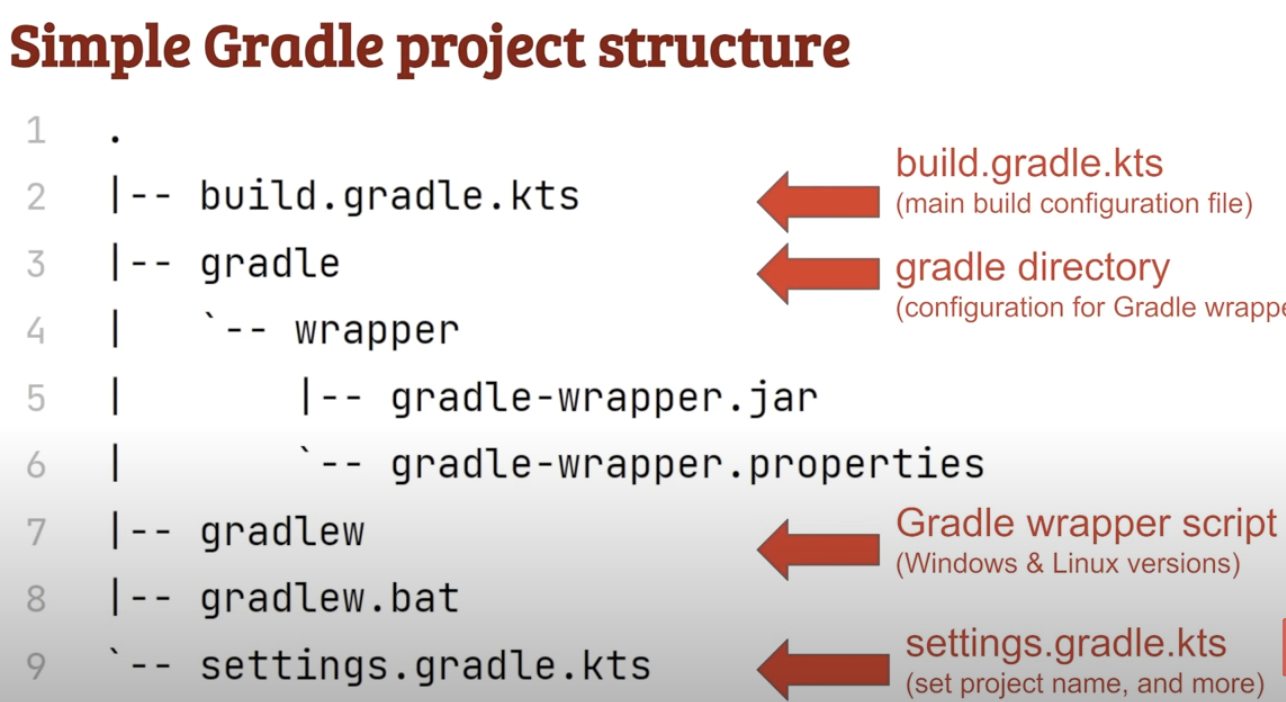 Simple Gradle project structure
1 .
2 |-- build.gradle.kts
build.gradle.kts
(main build configuration file)
3 |-- gradle
gradle directory
(configuration for Gradle wrappe
4 | `-- wrapper
5 | |-- gradle-wrapper.jar
6 | `-- gradle-wrapper.properties
7 |-- gradlew
Gradle wrapper script
(Windows & Linux versions)
8 |-- gradlew.bat
9 `-- settings.gradle.kts
settings.gradle.kts
(set project name, and more)